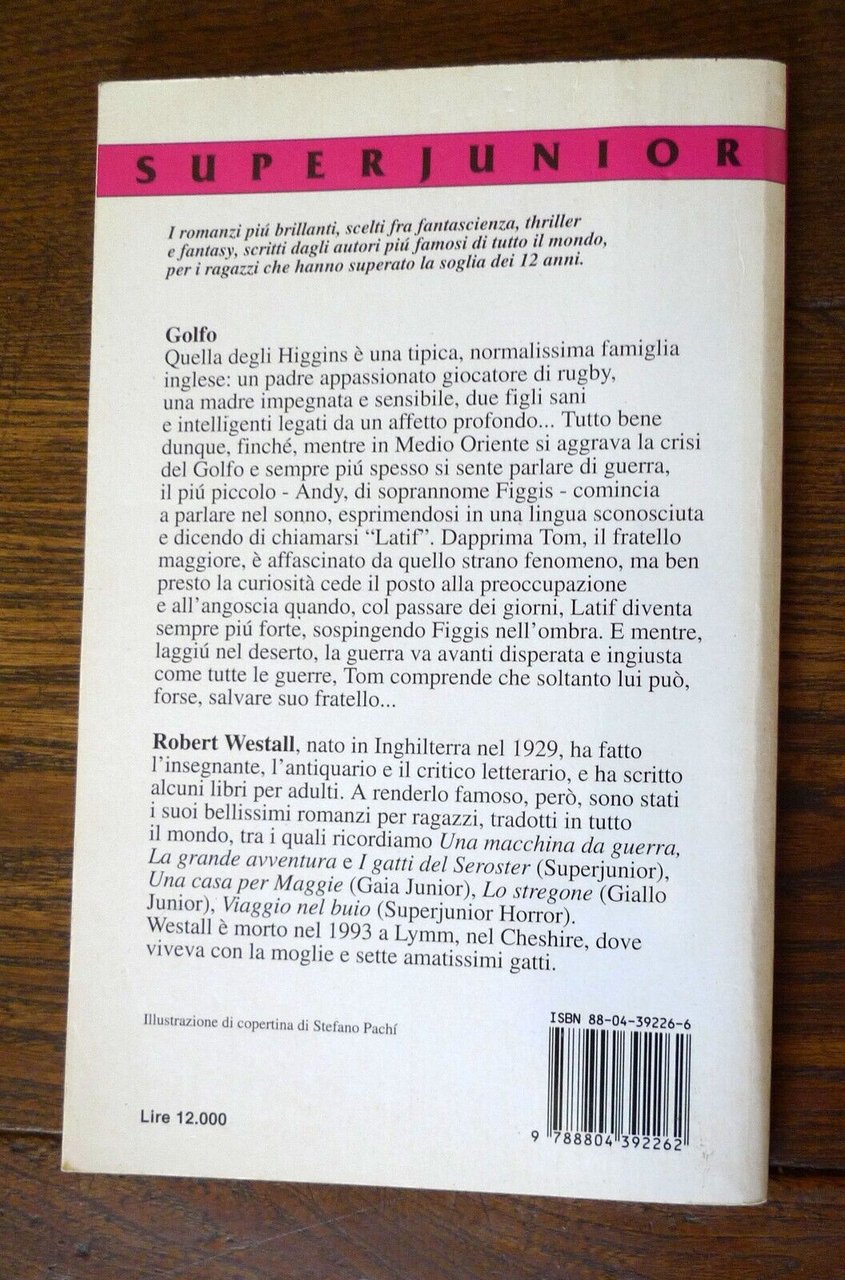 SUPERJUNIOR
I romanzi piú brillanti, scelti fra fantascienza, thriller
e fantasy, scritti dagli autori piú famosi di tutto il mondo,
per i ragazzi che hanno superato la soglia dei 12 anni.
Golfo
Quella degli Higgins è una tipica, normalissima famiglia
inglese: un padre appassionato giocatore di rugby,
una madre impegnata e sensibile, due figli sani
e intelligenti legati da un affetto profondo... Tutto bene
dunque, finché, mentre in Medio Oriente si aggrava la crisi
del Golfo e sempre piú spesso si sente parlare di guerra,
il piú piccolo - Andy, di soprannome Figgis - comincia
a parlare nel sonno, esprimendosi in una lingua sconosciuta
e dicendo di chiamarsi “Latif”. Dapprima Tom, il fratello
maggiore, è affascinato da quello strano fenomeno, ma ben
presto la curiosità cede il posto alla preoccupazione
e all'angoscia quando, col passare dei giorni, Latif diventa
sempre piú forte, sospingendo Figgis nell'ombra. E mentre,
laggiú nel deserto, la guerra va avanti disperata e ingiusta
come tutte le guerre, Tom comprende che soltanto lui può,
forse, salvare suo fratello...
Robert Westall, nato in Inghilterra nel 1929, ha fatto
l'insegnante, l'antiquario e il critico letterario, e ha scritto
alcuni libri per adulti. A renderlo famoso, però, sono stati
i suoi bellissimi romanzi per ragazzi, tradotti in tutto
il mondo, tra i quali ricordiamo Una macchina da guerra,
La grande avventura e I gatti del Seroster (Superjunior),
Una casa per Maggie (Gaia Junior), Lo stregone (Giallo
Junior), Viaggio nel buio (Superjunior Horror).
Westall è morto nel 1993 a Lymm, nel Cheshire, dove
viveva con la moglie e sette amatissimi gatti.
Illustrazione di copertina di Stefano Pachí
ISBN 88-04-39226-6
Lire 12.000
9 788804 392262